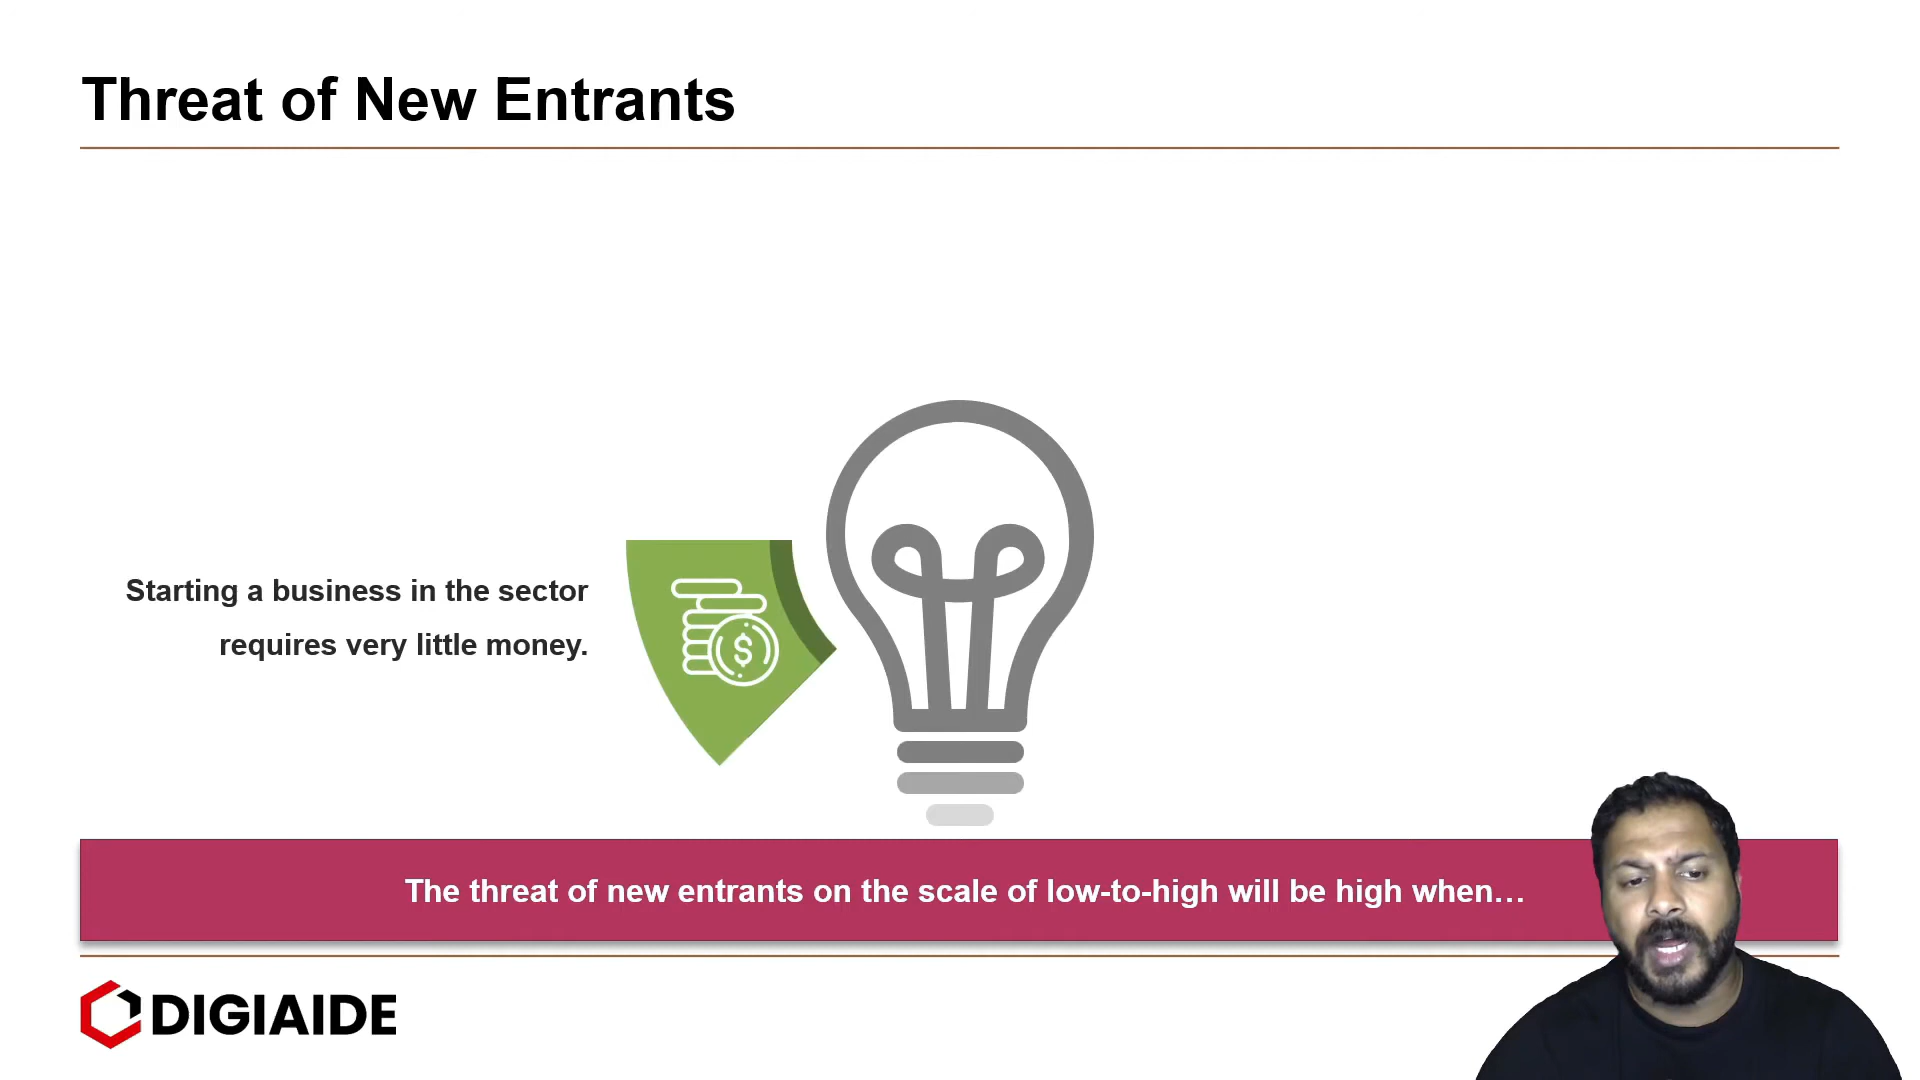 Threat of New Entrants
Starting a business in the sector
requires very little money.
$
The threat of new entrants on the scale of low-to-high will be high when…
DIGIAIDE